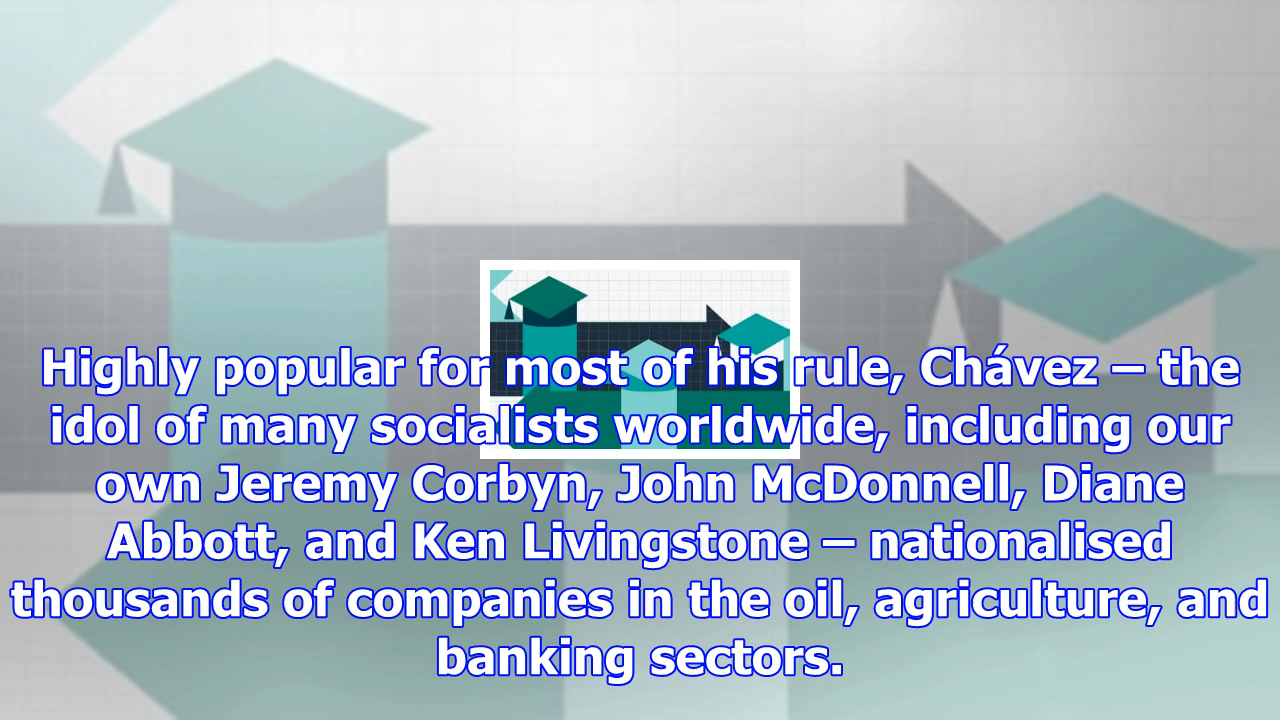 Highly popular for most of his rule, Chávez – the
idol of many socialists worldwide, including our
own Jeremy Corbyn, John McDonnell, Diane
Abbott, and Ken Livingstone – nationalised
thousands of companies in the oil, agriculture, and
banking sectors.